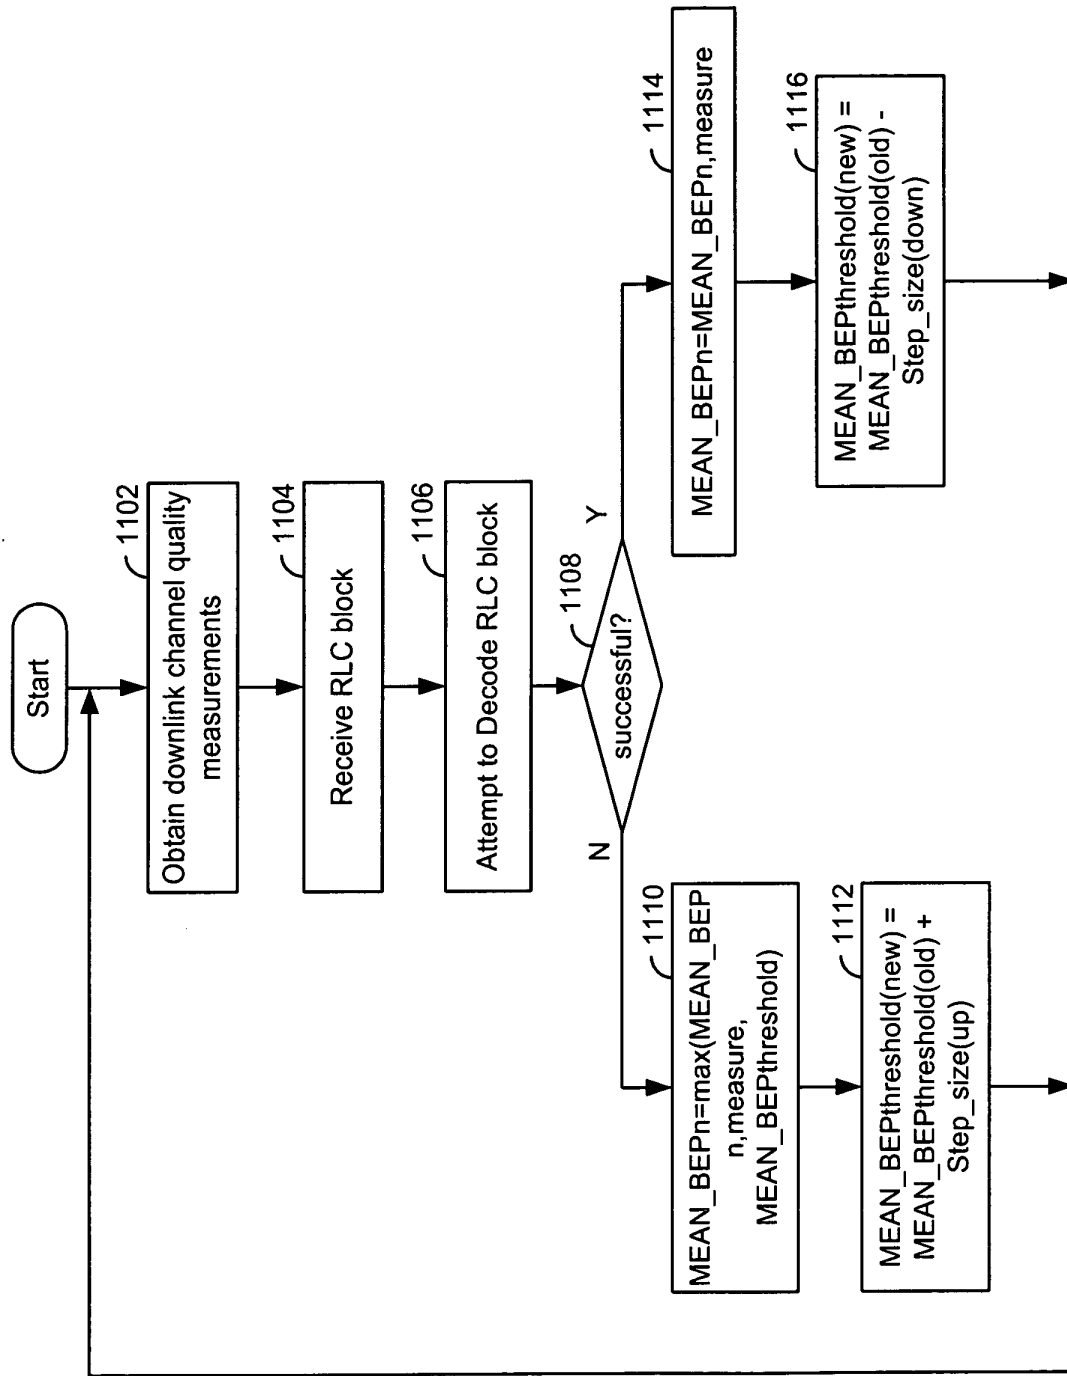 Start
1102
Obtain downlink channel quality
measurements
1104
Receive RLC block
1106
Attempt to Decode RLC block
1108
successful?
N
Y
1110
MEAN_BEPn=max(MEAN_BEP
n,measure,
MEAN_BEPthreshold)
1112
MEAN_BEPthreshold(new) =
MEAN_BEPthreshold(old) +
Step_size(up)
1114
MEAN_BEPn=MEAN_BEPn,measure
1116
MEAN_BEPthreshold(new) =
MEAN_BEPthreshold(old) -
Step_size(down)